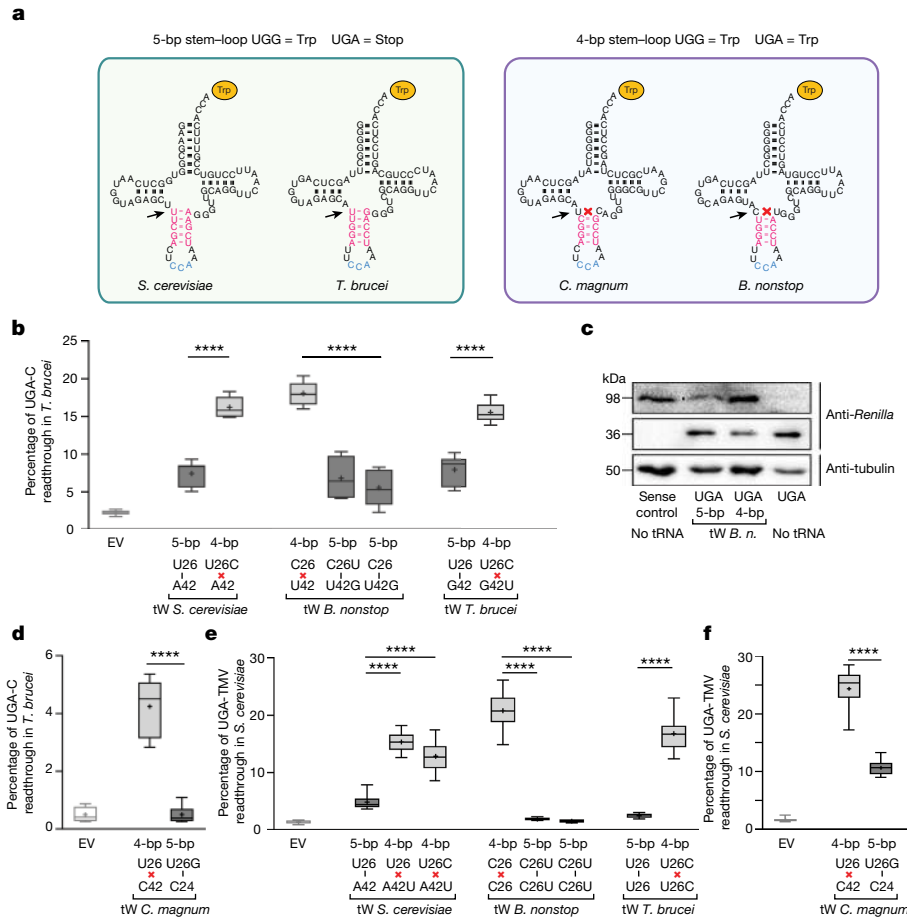 a
5-bp stem–loop UGG = Trp UGA = Stop
4-bp stem–loop UGG = Trp UGA = Trp
Trp
Trp
Trp
Trp
S. cerevisiae
T. brucei
C. magnum
B. nonstop
b
Percentage of UGA-C
readthrough in T. brucei
25
20
15
10
5
0
****
****
****
EV
5-bp 4-bp 4-bp 5-bp 5-bp 5-bp 4-bp
U26 U26C C26 C26U C26 U26 U26C
A42 A42 U42 U42G U42G G42 G42U
tW S. cerevisiae
tW B. nonstop
tW T. brucei
c
kDa
98
36
50
Anti-Renilla
Anti-tubulin
Sense UGA UGA UGA
control 5-bp 4-bp
No tRNA tW B. n. No tRNA
d
Percentage of UGA-C
readthrough in T. brucei
6
4
2
0
****
EV
4-bp 5-bp
U26 U26G
C42 C24
tW C. magnum
e
Percentage of UGA-TMV
readthrough in S. cerevisiae
30
20
10
0
****
****
****
****
****
EV
5-bp 4-bp 4-bp 4-bp 5-bp 5-bp 5-bp 4-bp
U26 U26 U26C C26 C26U C26U U26 U26C
A42 A42U A42U C26 C26U C26U U26 U26C
tW S. cerevisiae
tW B. nonstop
tW T. brucei
f
Percentage of UGA-TMV
readthrough in S. cerevisiae
30
20
10
0
****
EV
4-bp 5-bp
U26 U26G
C42 C24
tW C. magnum